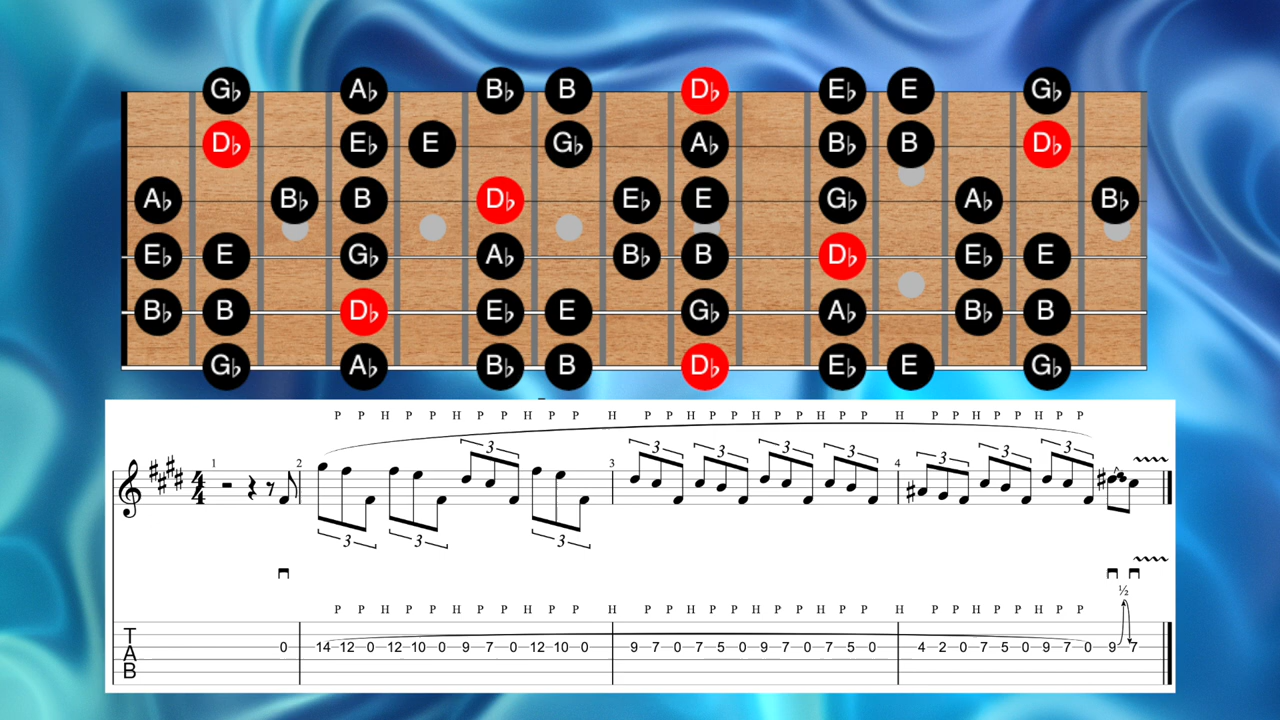 G♭ A♭ B♭ B D♭ E♭ E G♭
D♭ E♭ E G♭ A♭ B♭ B D♭
A♭ B♭ B D♭ E♭ E G♭ A♭ B♭
E♭ E G♭ A♭ B♭ B D♭ E♭ E
B♭ B D♭ E♭ E G♭ A♭ B♭ B
G♭ A♭ B♭ B D♭ E♭ E G♭
P P H P P H P P H P P H P P H P P H P P H P P H P P H P P H P P
3 3 3 3 3 3 3 3
1 2 3 4
4
4
3 3 3
½
P P H P P H P P H P P H P P H P P H P P H P P H P P H P P H P P
T
A
B
0 14 12 0 12 10 0 9 7 0 12 10 0 9 7 0 7 5 0 9 7 0 7 5 0 4 2 0 7 5 0 9 7 0 9 7